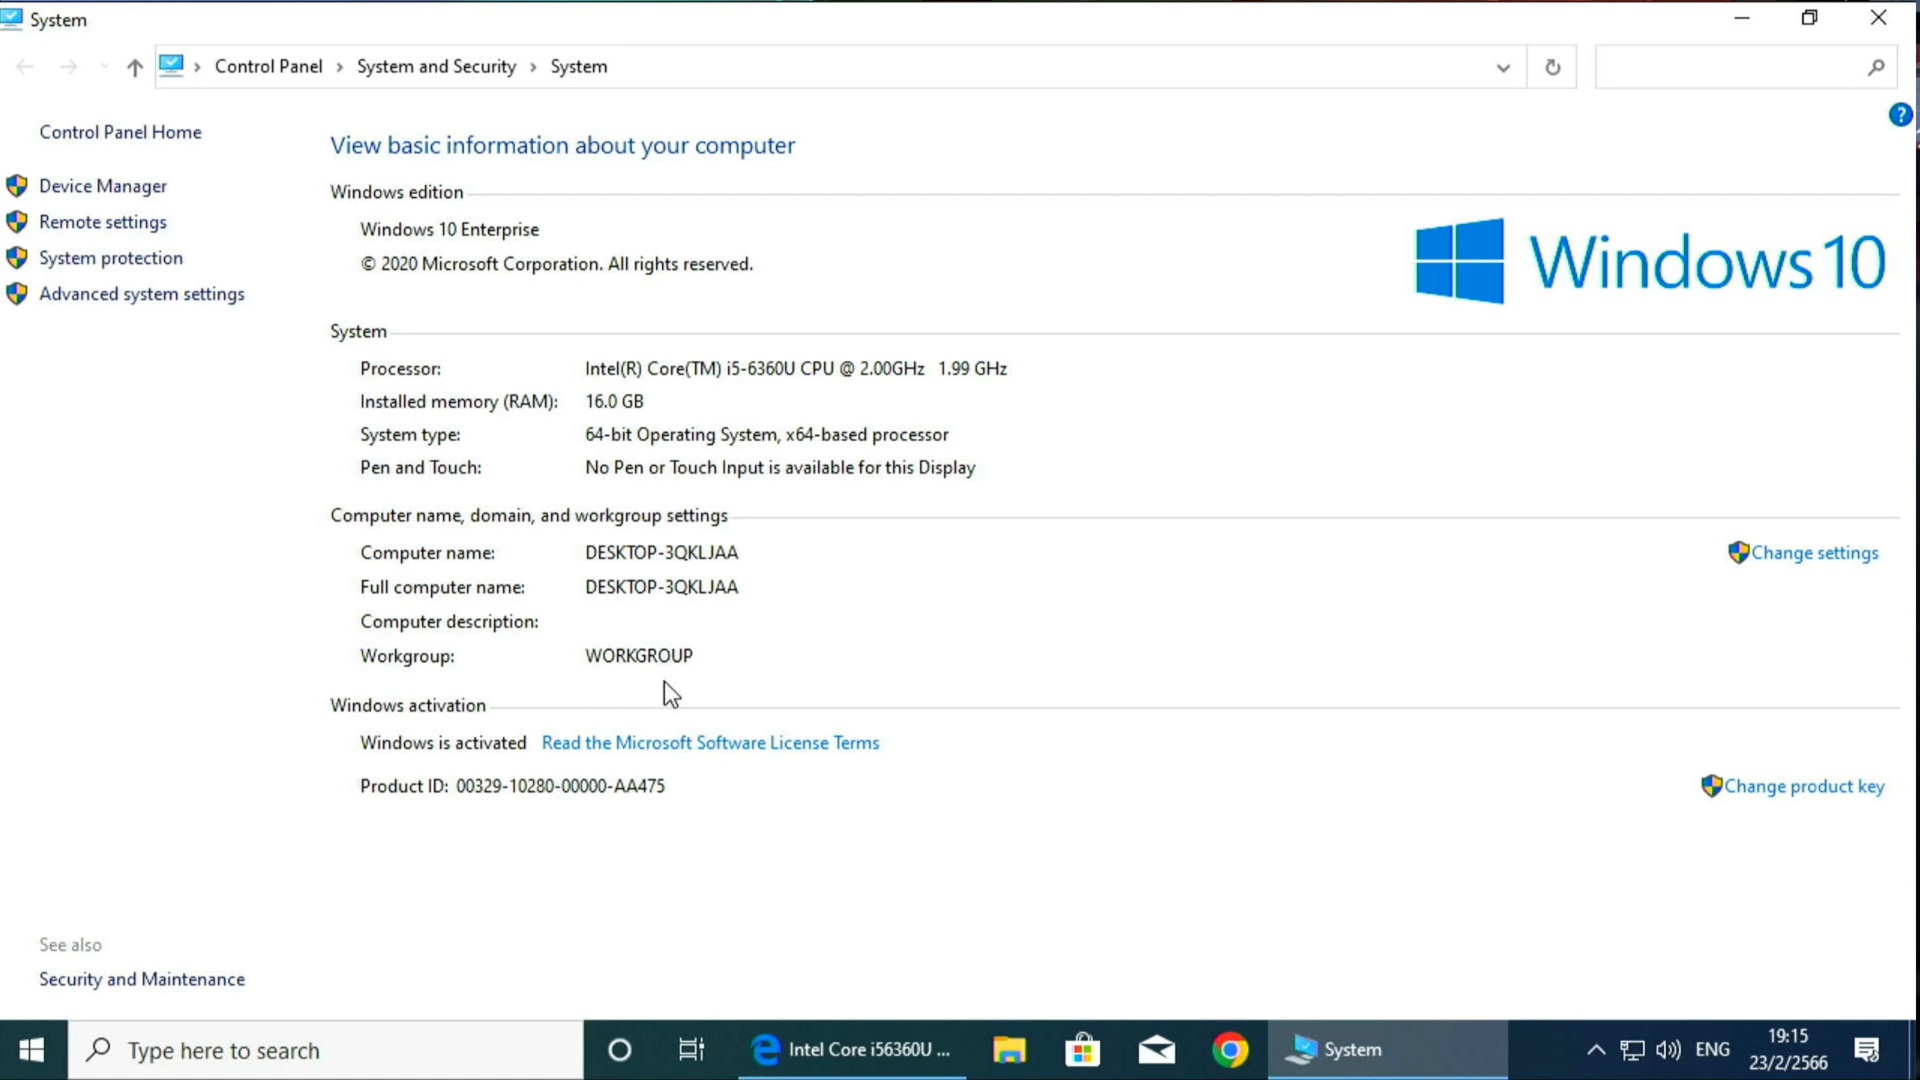 System
Control Panel > System and Security > System
Control Panel Home
Device Manager
Remote settings
System protection
Advanced system settings
View basic information about your computer
Windows edition
Windows 10 Enterprise
© 2020 Microsoft Corporation. All rights reserved.
Windows 10
System
Processor: Intel(R) Core(TM) i5-6360U CPU @ 2.00GHz 1.99 GHz
Installed memory (RAM): 16.0 GB
System type: 64-bit Operating System, x64-based processor
Pen and Touch: No Pen or Touch Input is available for this Display
Computer name, domain, and workgroup settings
Computer name: DESKTOP-3QKLJAA
Change settings
Full computer name: DESKTOP-3QKLJAA
Computer description:
Workgroup: WORKGROUP
Windows activation
Windows is activated Read the Microsoft Software License Terms
Product ID: 00329-10280-00000-AA475
Change product key
See also
Security and Maintenance
Type here to search
Intel Core i56360U ...
System
ENG
19:15
23/2/2566